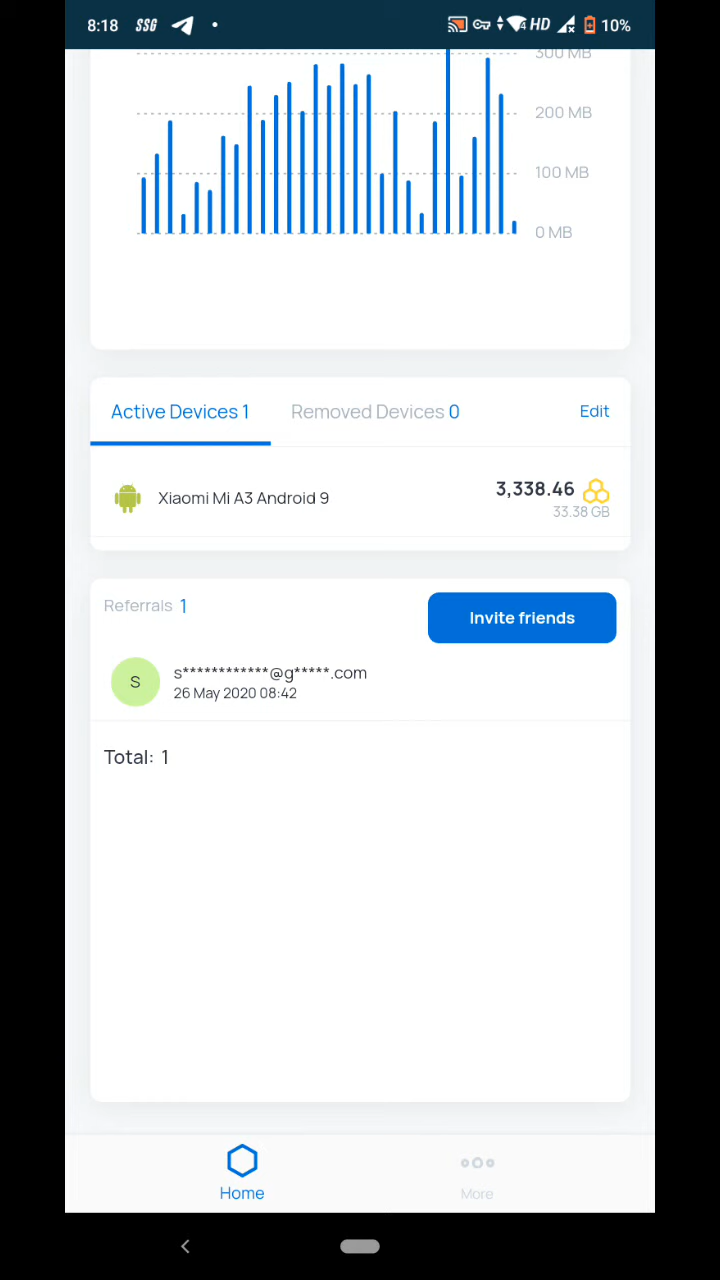 8:18 SSG HD 10%
300 MB
200 MB
100 MB
0 MB
Active Devices 1 Removed Devices 0 Edit
Xiaomi Mi A3 Android 9 3,338.46
33.38 GB
Referrals 1 Invite friends
S s************@g*****.com
26 May 2020 08:42
Total: 1
Home More